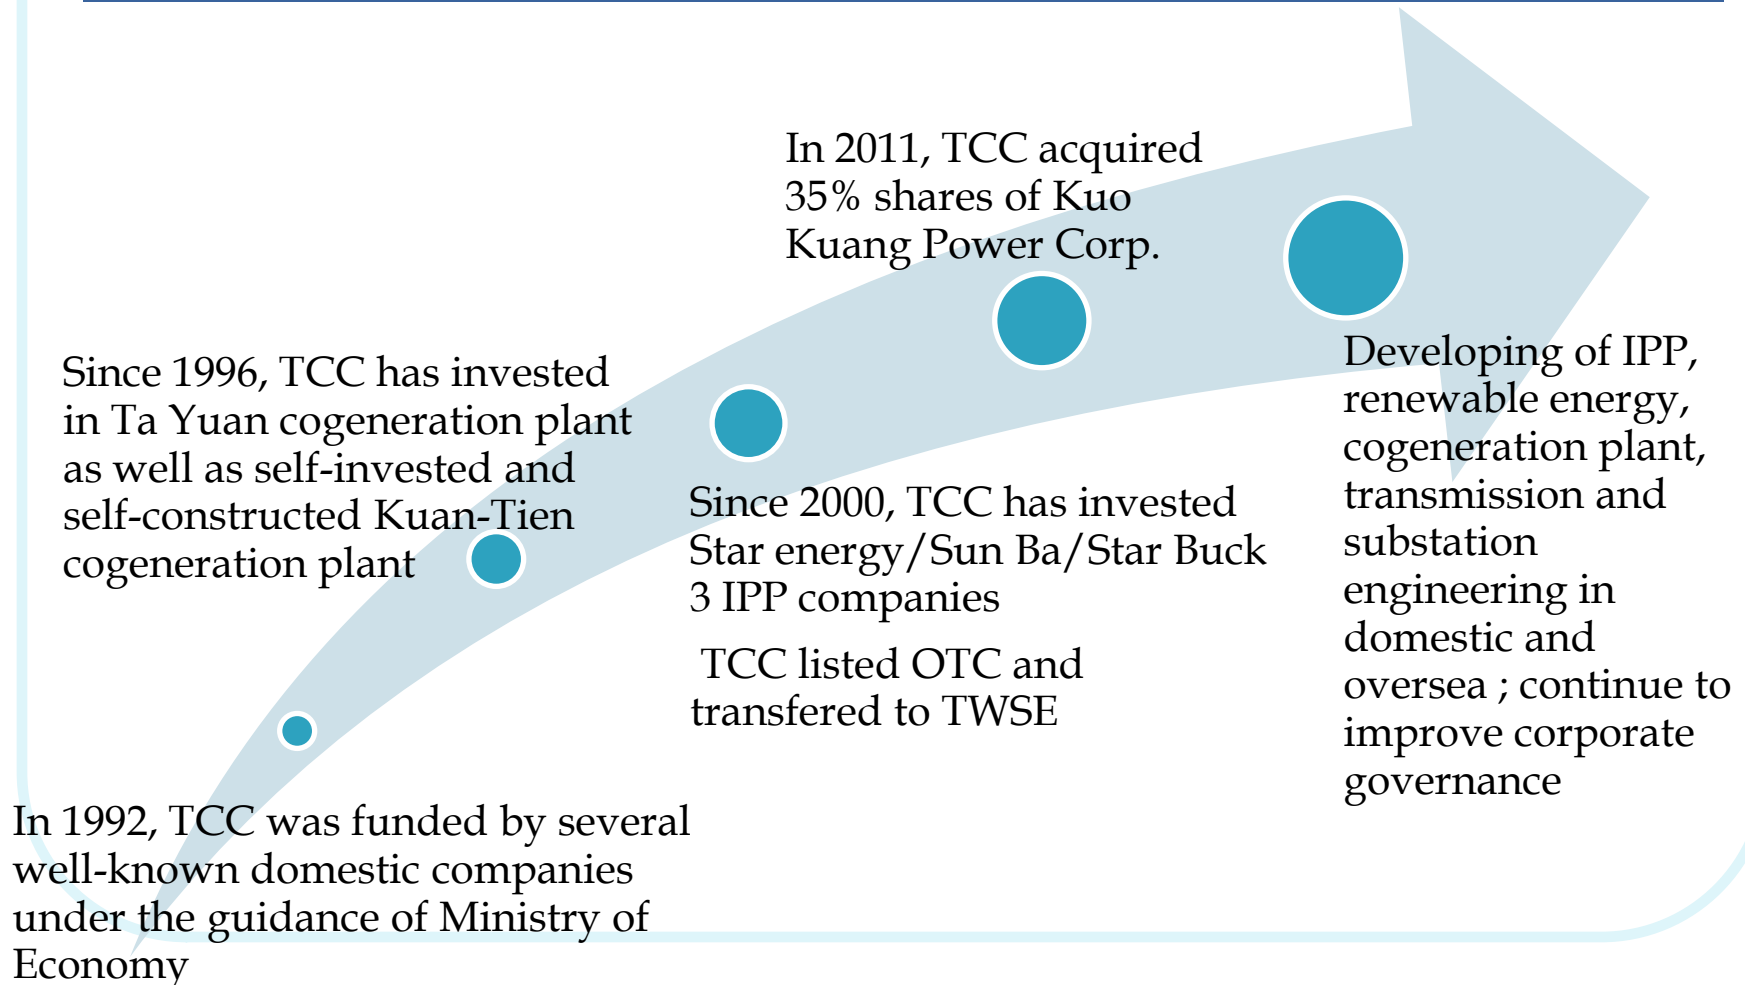 In 1992, TCC was funded by several
well-known domestic companies
under the guidance of Ministry of
Economy
Since 1996, TCC has invested
in Ta Yuan cogeneration plant
as well as self-invested and
self-constructed Kuan-Tien
cogeneration plant
Since 2000, TCC has invested
Star energy/Sun Ba/Star Buck
3 IPP companies
TCC listed OTC and
transfered to TWSE
In 2011, TCC acquired
35% shares of Kuo
Kuang Power Corp.
Developing of IPP,
renewable energy,
cogeneration plant,
transmission and
substation
engineering in
domestic and
oversea ; continue to
improve corporate
governance